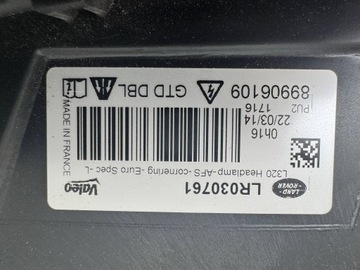 GTD DBL
89906109
PU2 1716
22/03/14
0h16
MADE IN FRANCE
L320 Headlamp-AFS-cornering-Euro Spec-L
Valeo
LR030761
LAND-
ROVER